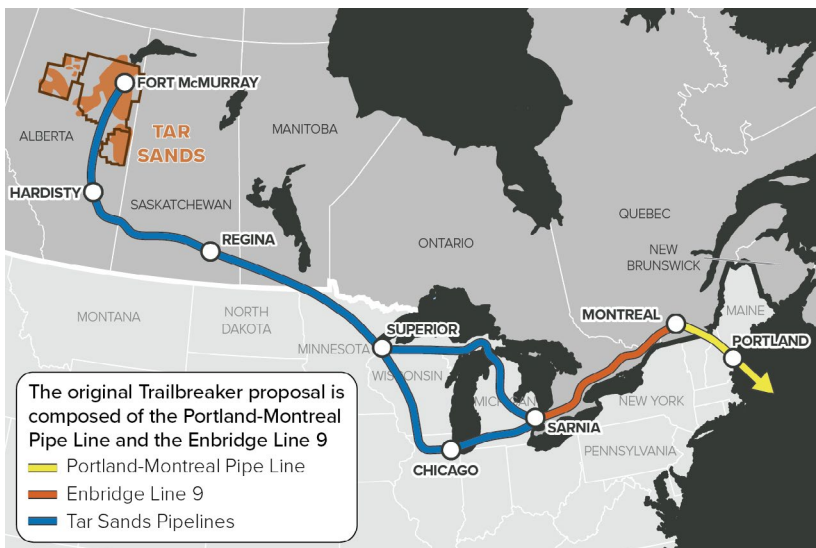 FORT McMURRAY
ALBERTA
TAR
SANDS
MANITOBA
HARDISTY
SASKATCHEWAN
REGINA
ONTARIO
QUEBEC
NEW
BRUNSWICK
MONTANA
NORTH
DAKOTA
MINNESOTA
SUPERIOR
WISCONSIN
MICHIGAN
MONTREAL
MAINE
PORTLAND
NEW YORK
SARNIA
CHICAGO
PENNSYLVANIA
The original Trailbreaker proposal is
composed of the Portland-Montreal
Pipe Line and the Enbridge Line 9
Portland-Montreal Pipe Line
Enbridge Line 9
Tar Sands Pipelines